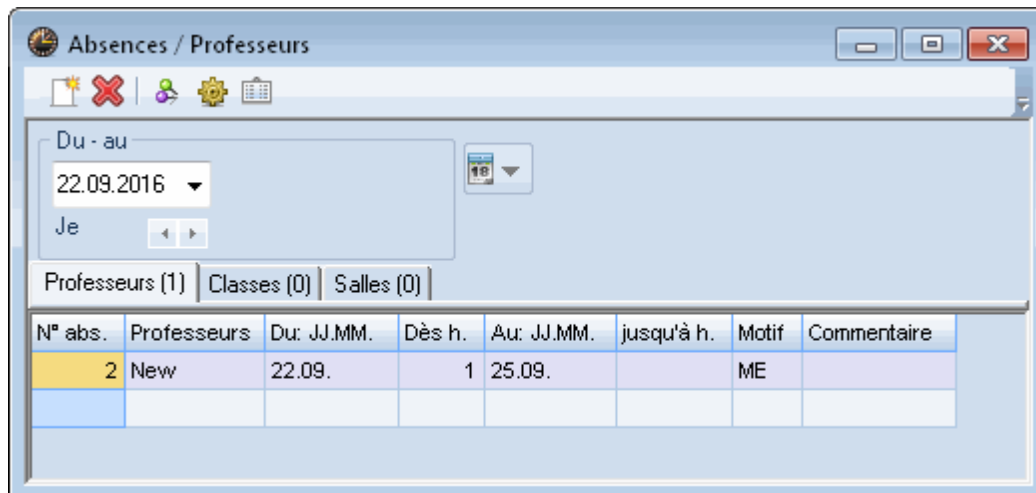 Absences / Professeurs
Du - au
22.09.2016
18
Je
Professeurs (1) Classes (0) Salles (0)
N° abs. Professeurs Du: JJ.MM. Dès h. Au: JJ.MM. jusqu'à h. Motif Commentaire
2 New 22.09. 1 25.09. ME